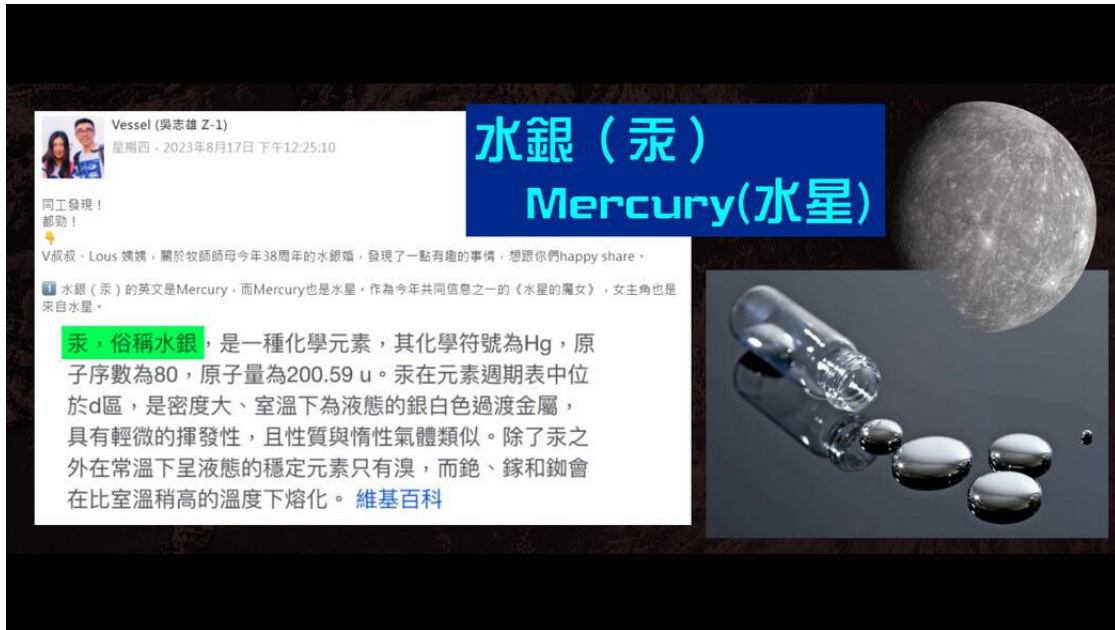 Vessel (吳志雄 Z-1)
星期四，2023年8月17日 下午12:25:10
同工發現！
都勁！
👇
V叔叔、Lous 姨姨，關於牧師師母今年38周年的水銀婚，發現了一點有趣的事情，想跟你們happy share。
1️⃣ 水銀（汞）的英文是Mercury，而Mercury也是水星。作為今年共同信息之一的《水星的魔女》，女主角也是
來自水星。
汞，俗稱水銀，是一種化學元素，其化學符號為Hg，原
子序數為80，原子量為200.59 u。汞在元素週期表中位
於d區，是密度大、室溫下為液態的銀白色過渡金屬，
具有輕微的揮發性，且性質與惰性氣體類似。除了汞之
外在常溫下呈液態的穩定元素只有溴，而銫、鎵和銣會
在比室溫稍高的溫度下熔化。 維基百科
水銀（汞）
Mercury(水星)